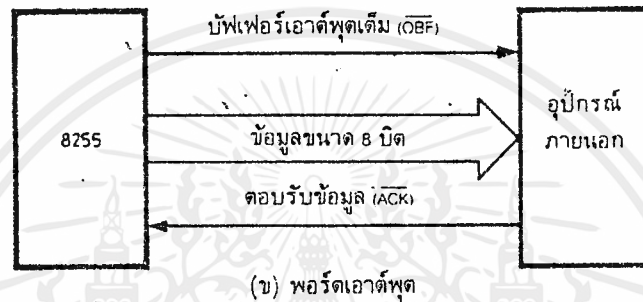 บัฟเฟอร์เอาต์พุตเต็ม (OBF)
8255
ข้อมูลขนาด 8 บิต
อุปกรณ์
ภายนอก
ตอบรับข้อมูล (ACK)
(ข) พอร์ตเอาต์พุต